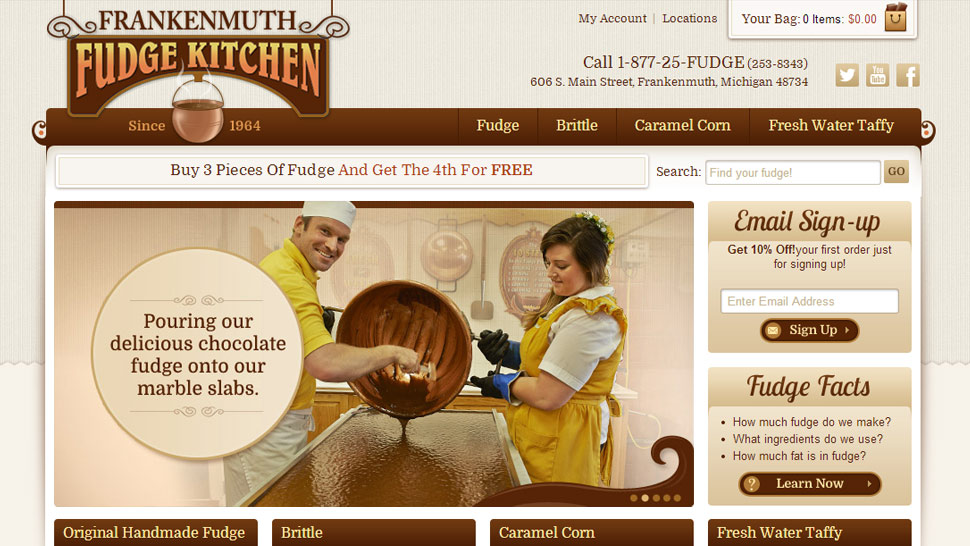 FRANKENMUTH
FUDGE KITCHEN
Since 1964
My Account | Locations
Your Bag: 0 Items: $0.00
Call 1-877-25-FUDGE (253-8343)
606 S. Main Street, Frankenmuth, Michigan 48734
You
Tube
Fudge
Brittle
Caramel Corn
Fresh Water Taffy
Buy 3 Pieces Of Fudge And Get The 4th For FREE
Search:
Find your fudge!
GO
Pouring our
delicious chocolate
fudge onto our
marble slabs.
Email Sign-up
Get 10% Off!your first order just
for signing up!
Enter Email Address
Sign Up
Fudge Facts
• How much fudge do we make?
• What ingredients do we use?
• How much fat is in fudge?
? Learn Now
Original Handmade Fudge
Brittle
Caramel Corn
Fresh Water Taffy